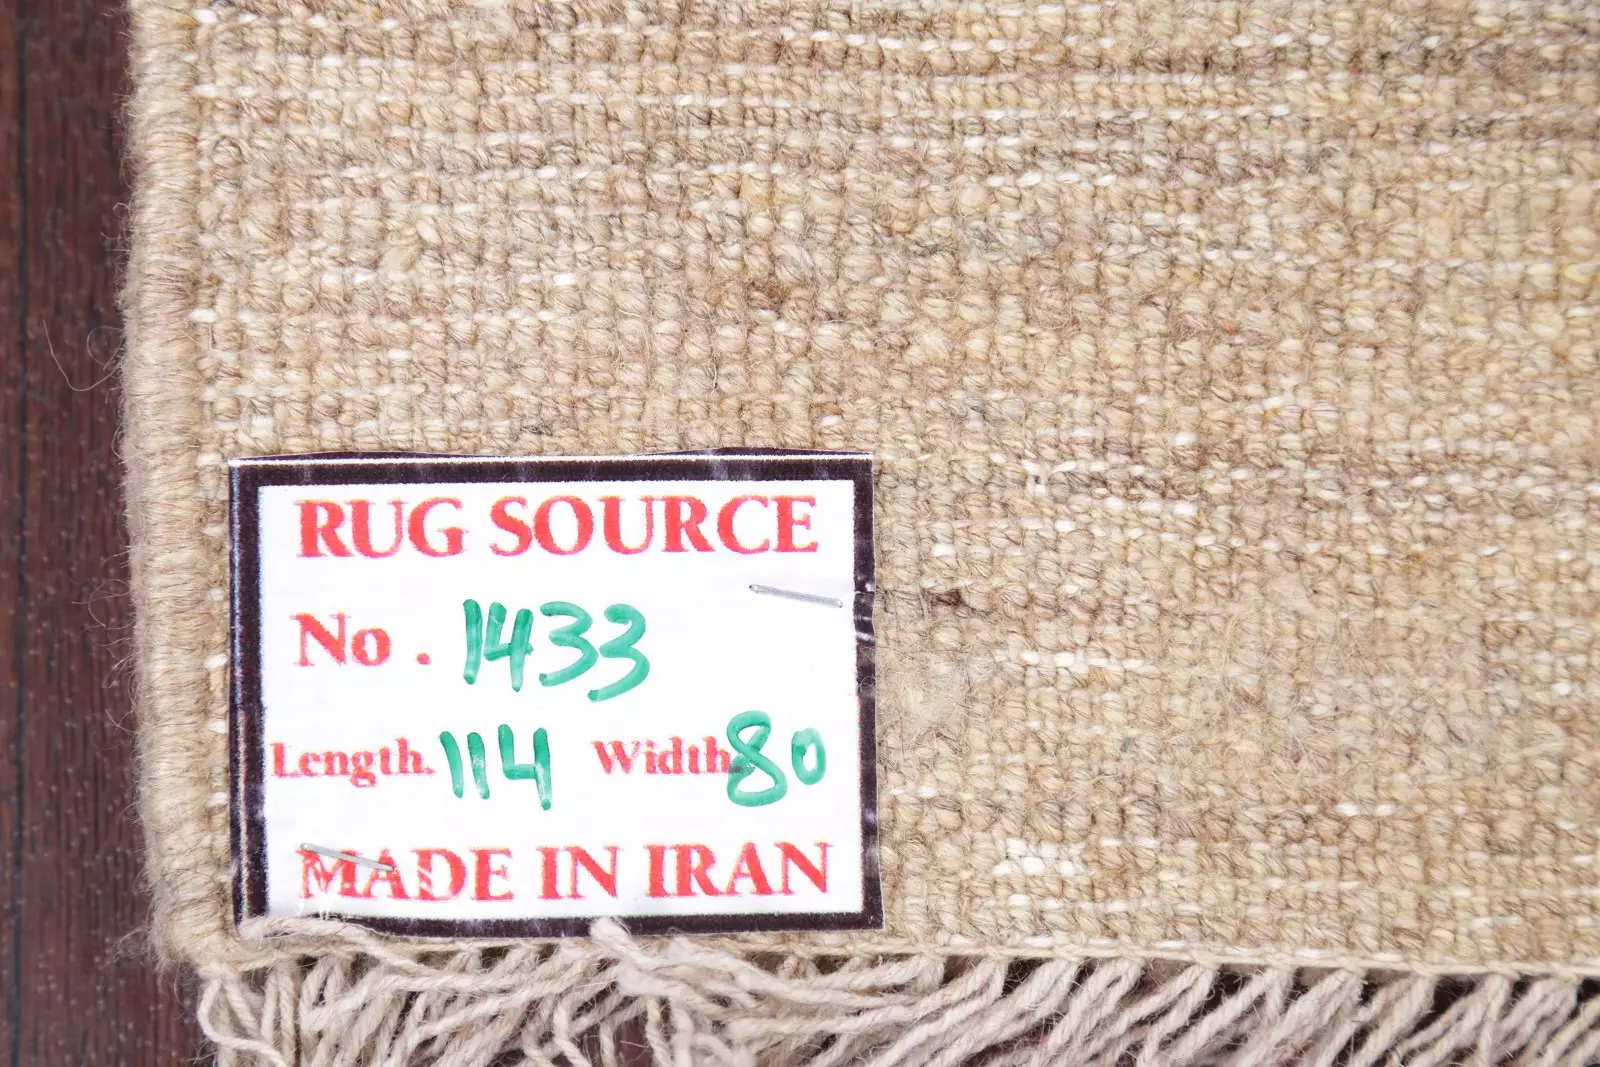 RUG SOURCE
No. 1433
Length. 114 Width. 80
MADE IN IRAN